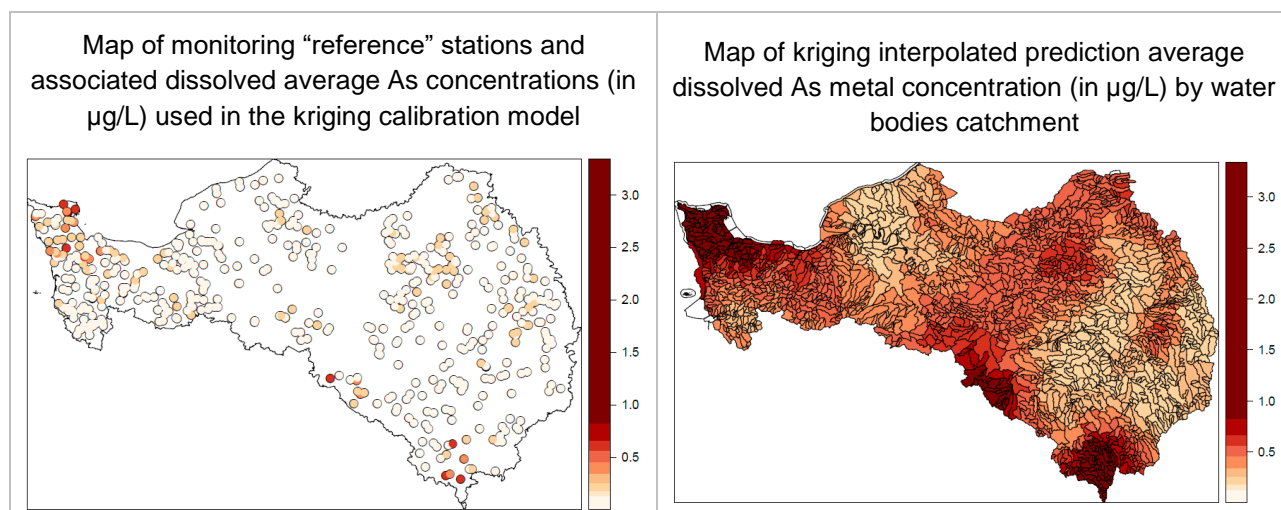 Map of monitoring “reference” stations and
associated dissolved average As concentrations (in
µg/L) used in the kriging calibration model
3.0
2.5
2.0
1.5
1.0
0.5
Map of kriging interpolated prediction average
dissolved As metal concentration (in µg/L) by water
bodies catchment
3.0
2.5
2.0
1.5
1.0
0.5